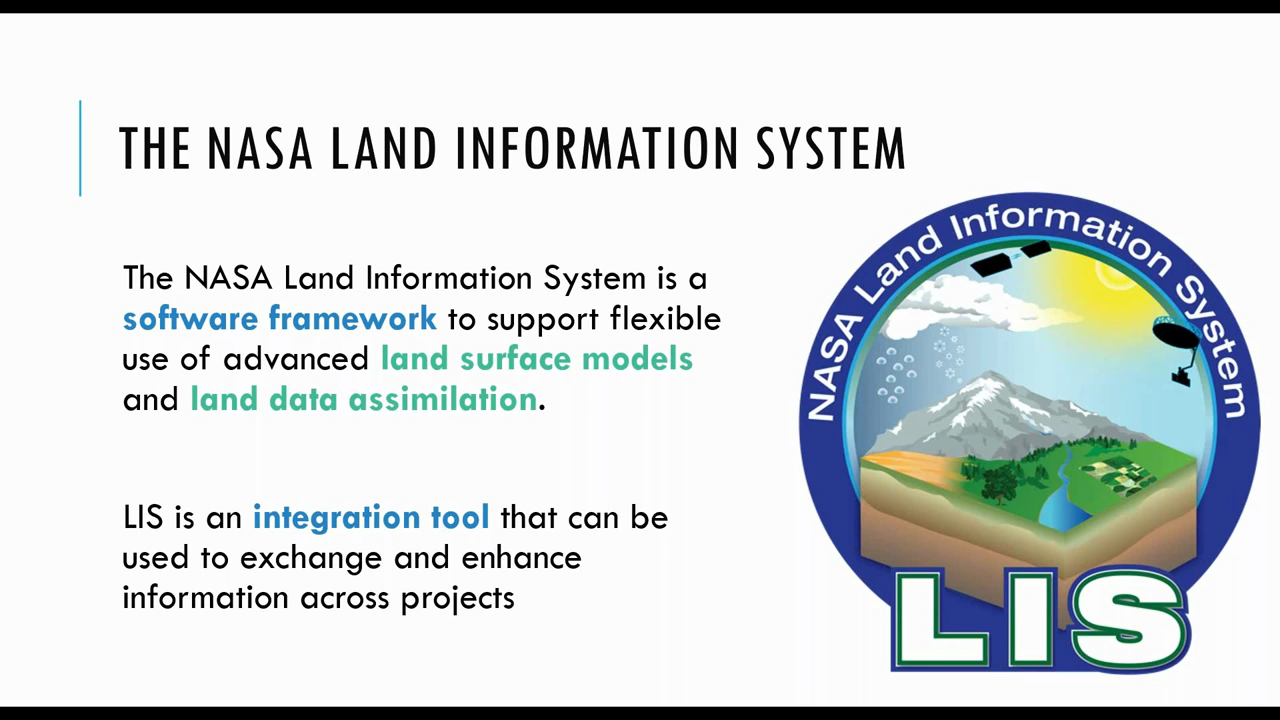 THE NASA LAND INFORMATION SYSTEM
The NASA Land Information System is a
software framework to support flexible
use of advanced land surface models
and land data assimilation.
LIS is an integration tool that can be
used to exchange and enhance
information across projects
NASA Land Information System
LIS